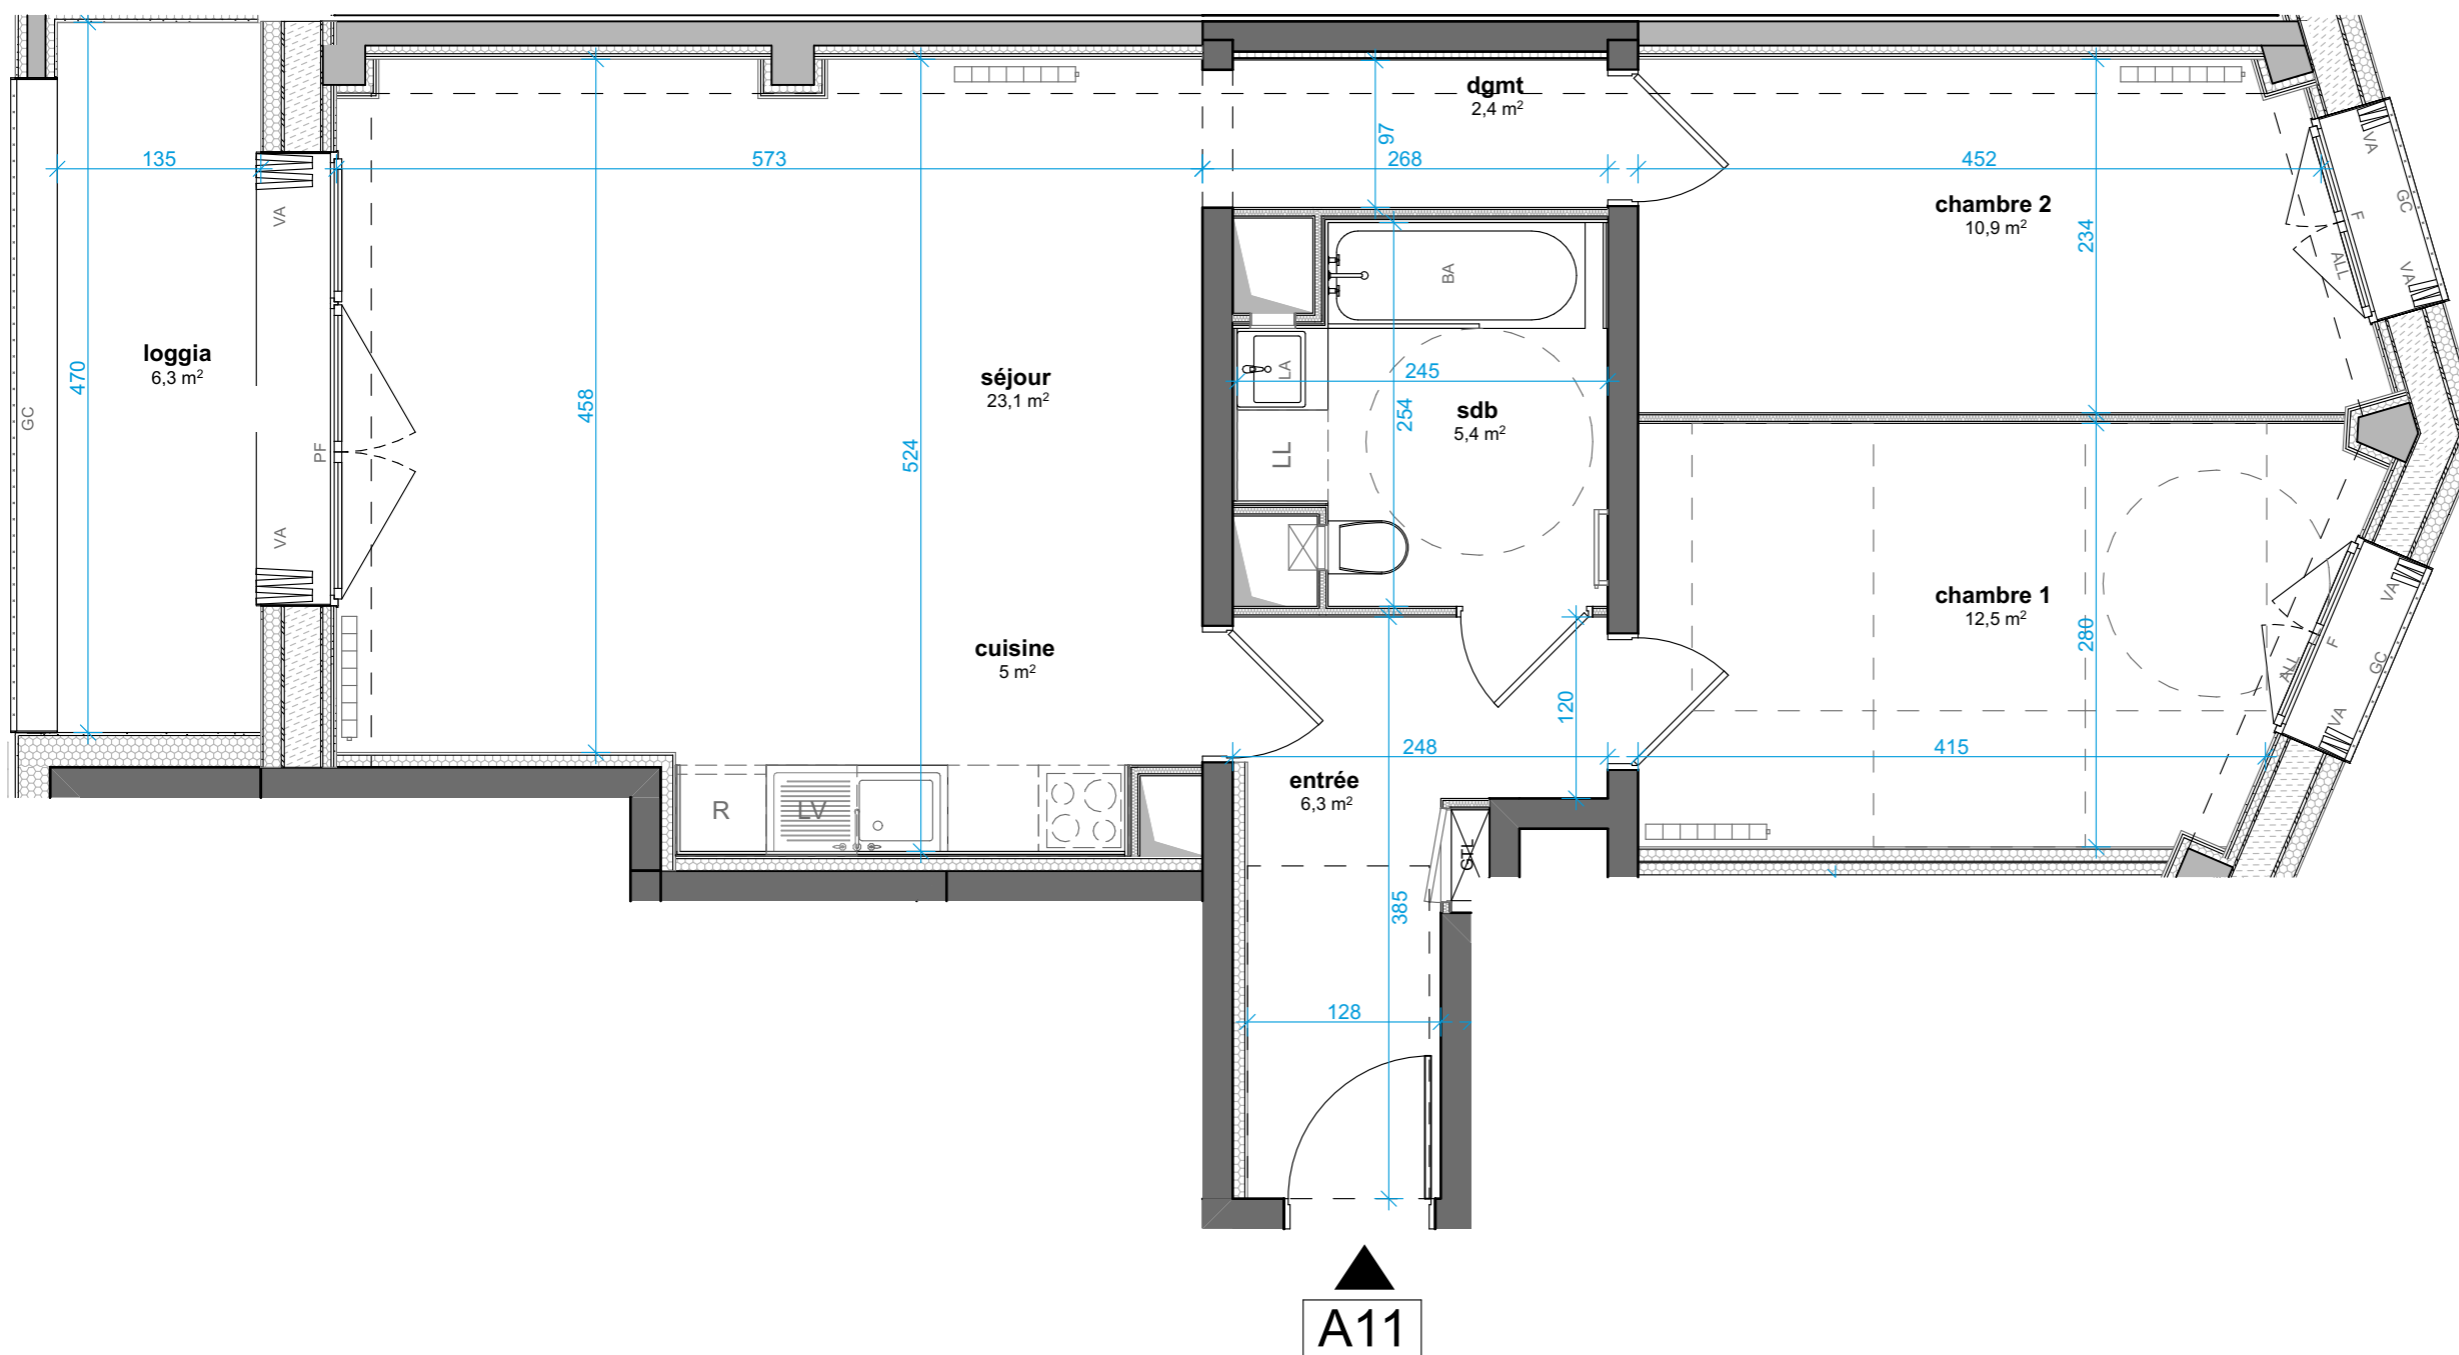 dgmt
2,4 m²
97
135
573
268
452
VA
VA
GC
F
ALL
VA
chambre 2
10,9 m²
234
BA
loggia
6,3 m²
470
GC
séjour
23,1 m²
458
524
PF
VA
LA
245
254
sdb
5,4 m²
LL
chambre 1
12,5 m²
280
VA
F
GC
ALL
VA
cuisine
5 m²
120
248
415
entrée
6,3 m²
R
LV
GTL
385
128
A11